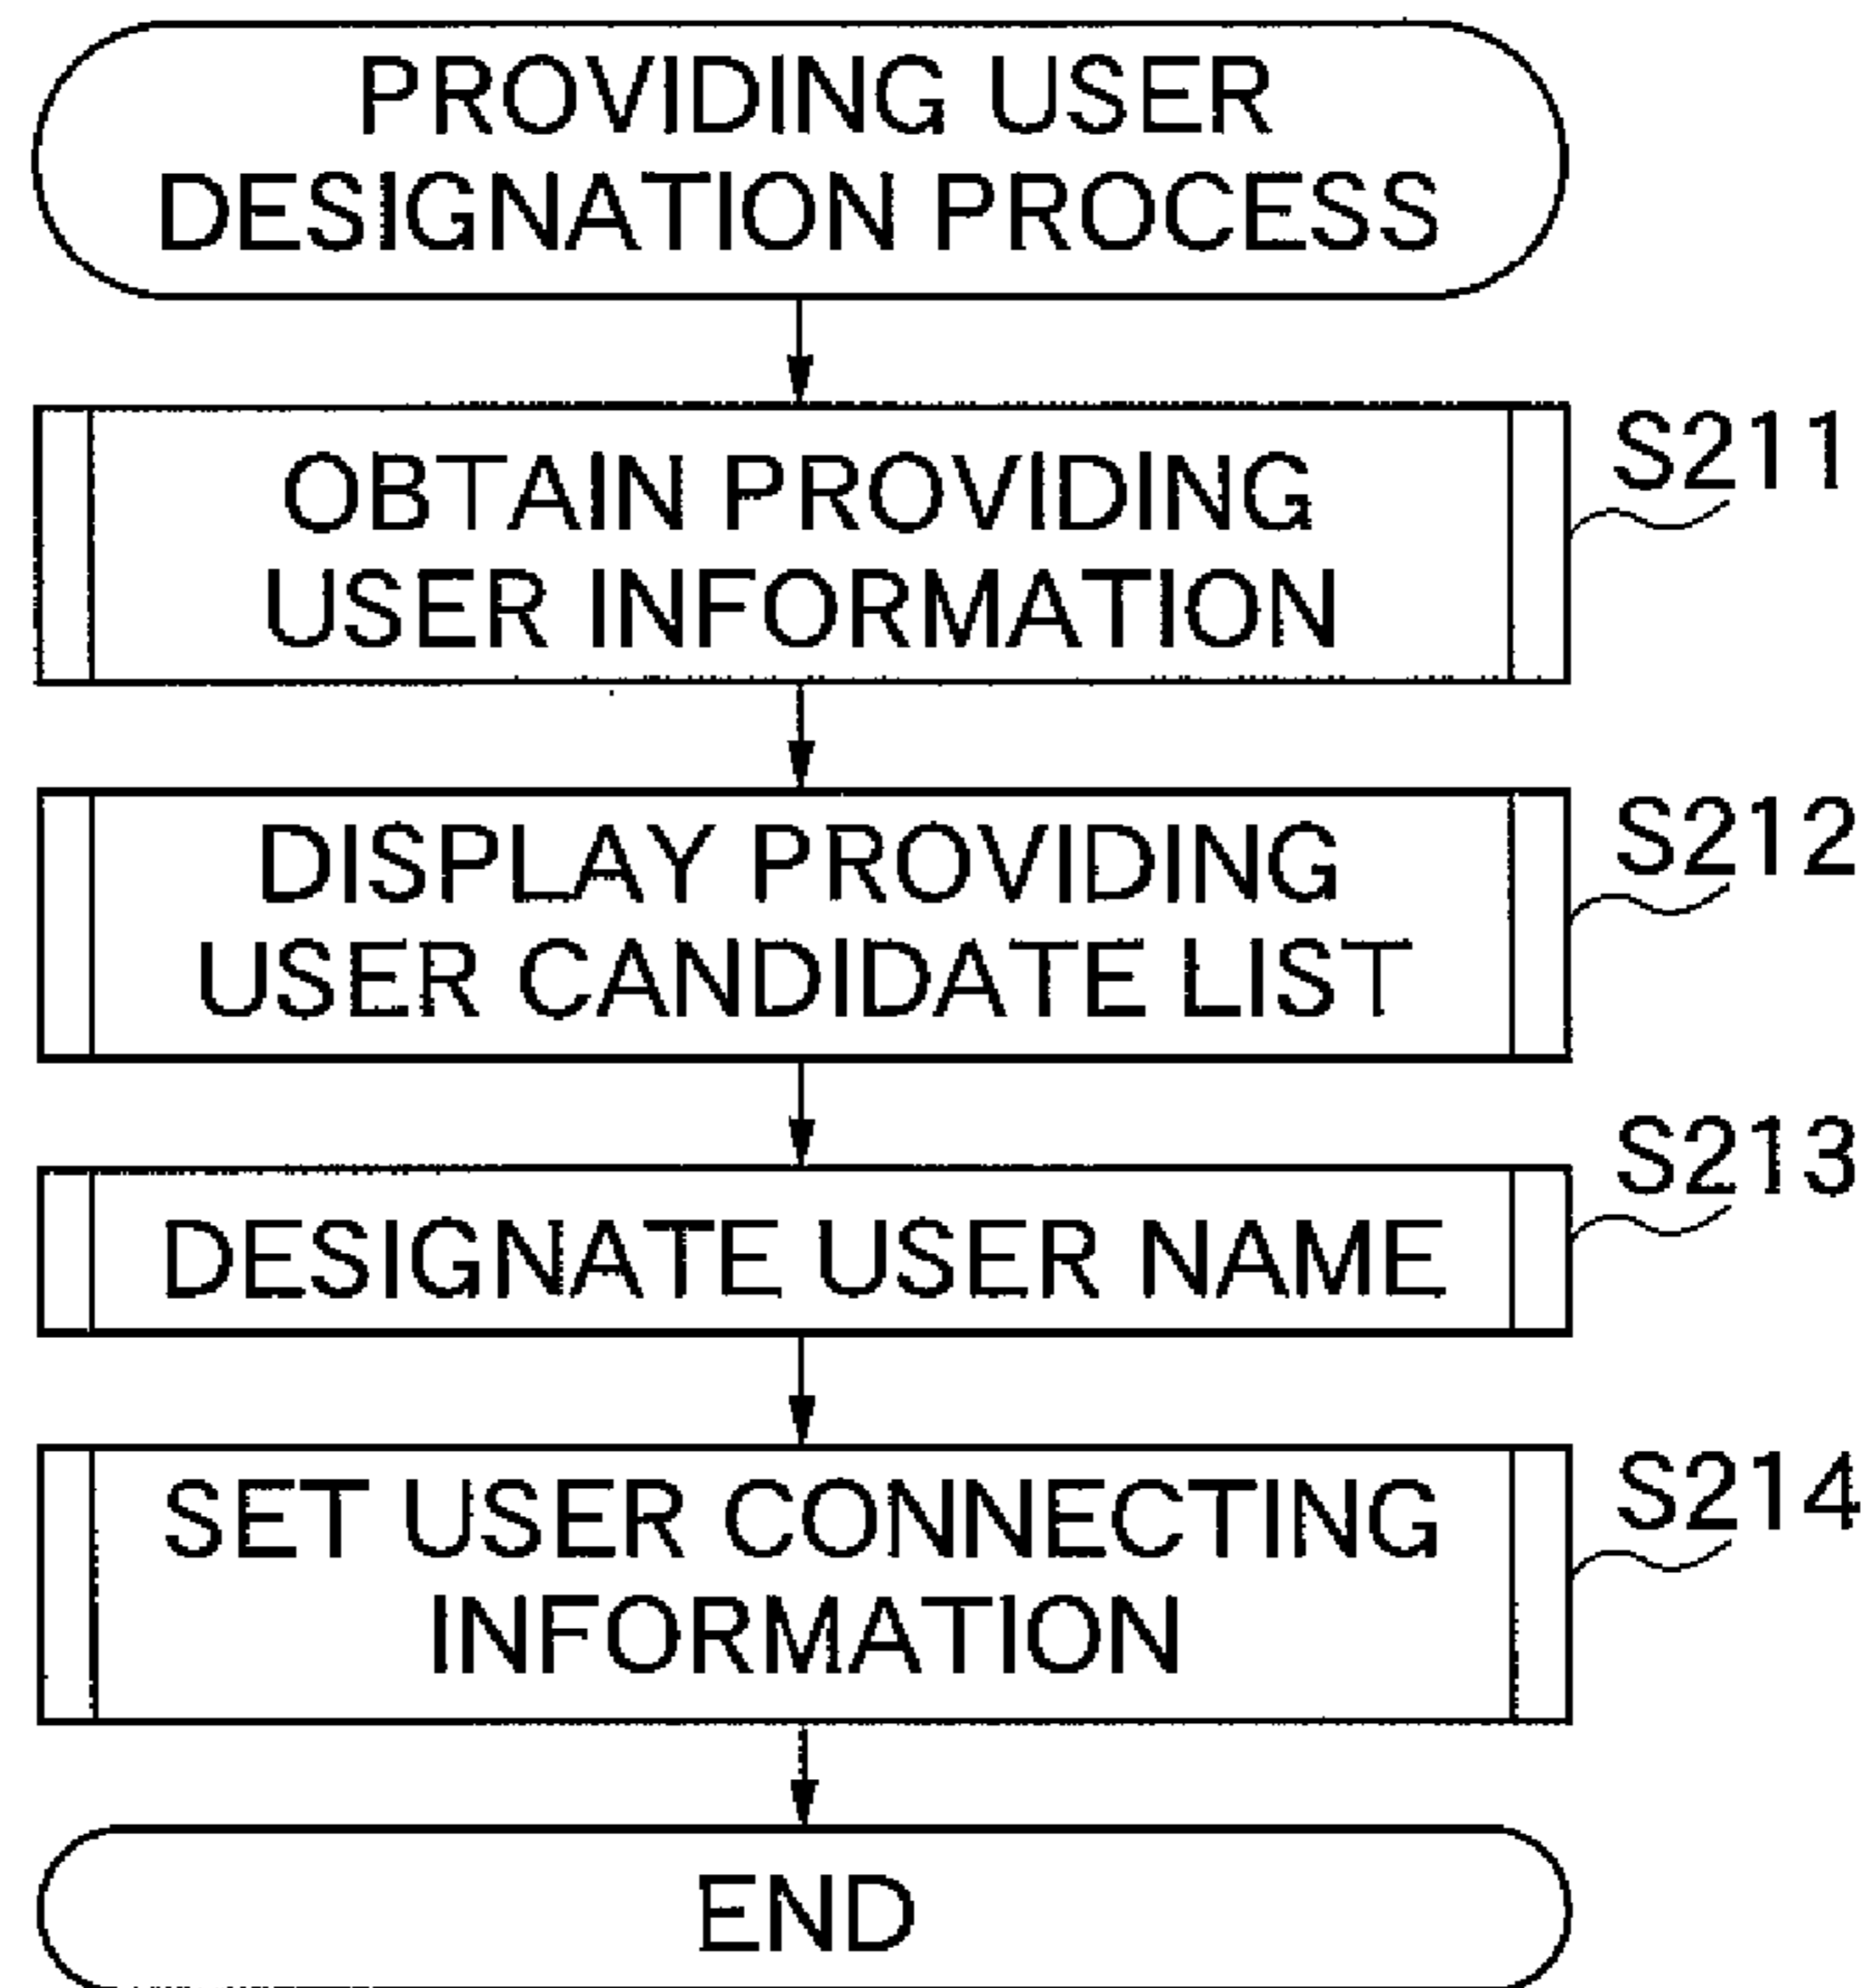 PROVIDING USER
DESIGNATION PROCESS
OBTAIN PROVIDING
USER INFORMATION
S211
DISPLAY PROVIDING
USER CANDIDATE LIST
S212
DESIGNATE USER NAME
S213
SET USER CONNECTING
INFORMATION
S214
END